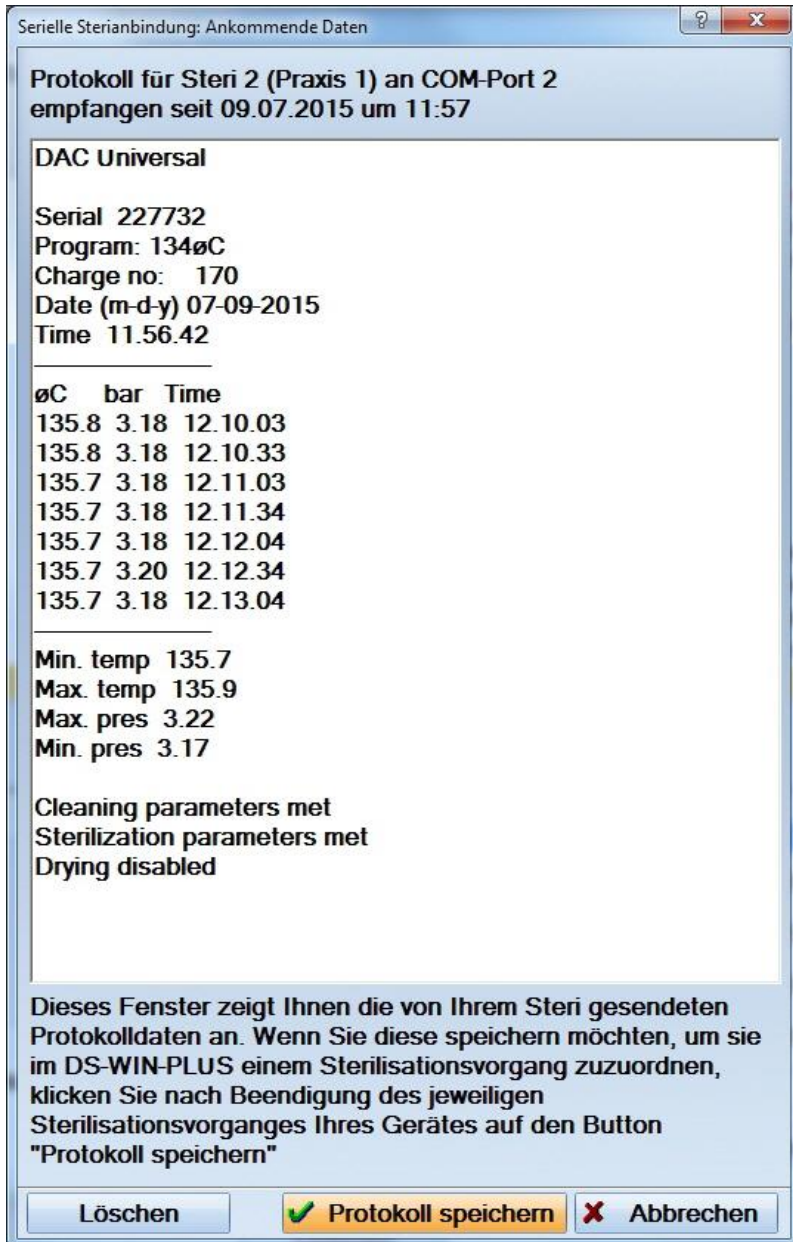 Serielle Sterianbindung: Ankommende Daten
Protokoll für Steri 2 (Praxis 1) an COM-Port 2
empfangen seit 09.07.2015 um 11:57
DAC Universal
Serial 227732
Program: 134øC
Charge no: 170
Date (m-d-y) 07-09-2015
Time 11.56.42
øC bar Time
135.8 3.18 12.10.03
135.8 3.18 12.10.33
135.7 3.18 12.11.03
135.7 3.18 12.11.34
135.7 3.18 12.12.04
135.7 3.20 12.12.34
135.7 3.18 12.13.04
Min. temp 135.7
Max. temp 135.9
Max. pres 3.22
Min. pres 3.17
Cleaning parameters met
Sterilization parameters met
Drying disabled
Dieses Fenster zeigt Ihnen die von Ihrem Steri gesendeten
Protokolldaten an. Wenn Sie diese speichern möchten, um sie
im DS-WIN-PLUS einem Sterilisationsvorgang zuzuordnen,
klicken Sie nach Beendigung des jeweiligen
Sterilisationsvorganges Ihres Gerätes auf den Button
"Protokoll speichern"
Löschen Protokoll speichern Abbrechen